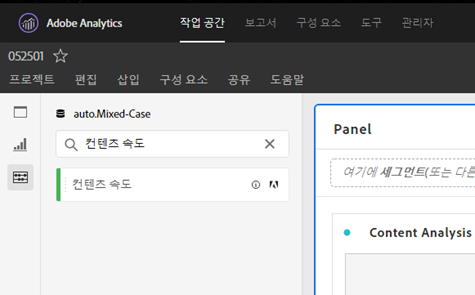 Adobe Analytics 작업 공간 보고서 구성 요소 도구 관리자
052501
프로젝트 편집 삽입 구성 요소 공유 도움말
auto.Mixed-Case
컨텐츠 속도
컨텐츠 속도
Panel
여기에 세그먼트(또는 다른
Content Analysis